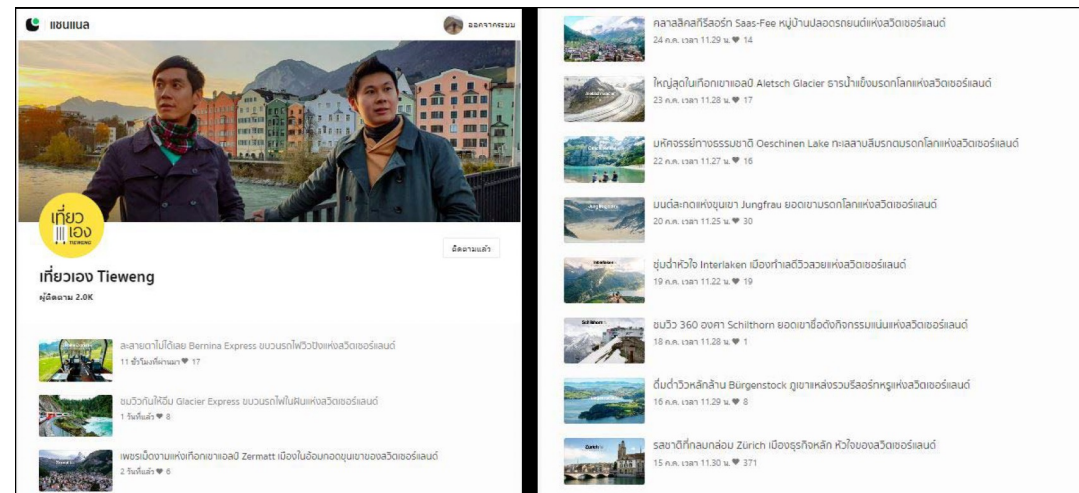 แชนแนล
ออกจากระบบ
เที่ยว
เอง
TIEWENG
ติดตามแล้ว
เที่ยวเอง Tieweng
ผู้ติดตาม 2.0K
ละสายตาไม่ได้เลย Bernina Express ขบวนรถไฟวิวปังแห่งสวิตเซอร์แลนด์
11 ชั่วโมงที่ผ่านมา ♥ 17
ชมวิวกันให้อิ่ม Glacier Express ขบวนรถไฟในฝันแห่งสวิตเซอร์แลนด์
1 วันที่แล้ว ♥ 8
เพชรเม็ดงามแห่งเทือกเขาแอลป์ Zermatt เมืองในอ้อมกอดขุนเขาของสวิตเซอร์แลนด์
2 วันที่แล้ว ♥ 6
คลาสสิคสกีรีสอร์ท Saas-Fee หมู่บ้านปลอดรถยนต์แห่งสวิตเซอร์แลนด์
24 ก.ค. เวลา 11.29 น. ♥ 14
ใหญ่สุดในเทือกเขาแอลป์ Aletsch Glacier ธารน้ำแข็งมรดกโลกแห่งสวิตเซอร์แลนด์
23 ก.ค. เวลา 11.28 น. ♥ 17
มหัศจรรย์ทางธรรมชาติ Oeschinen Lake ทะเลสาบสีมรกตมรดกโลกแห่งสวิตเซอร์แลนด์
22 ก.ค. เวลา 11.27 น. ♥ 16
มนต์สะกดแห่งขุนเขา Jungfrau ยอดเขามรดกโลกแห่งสวิตเซอร์แลนด์
20 ก.ค. เวลา 11.25 น. ♥ 30
Interlaken
ชุ่มฉ่ำหัวใจ Interlaken เมืองทำเลดีวิวสวยแห่งสวิตเซอร์แลนด์
19 ก.ค. เวลา 11.22 น. ♥ 19
Schilthorn
ชมวิว 360 องศา Schilthorn ยอดเขาชื่อดังกิจกรรมแน่นแห่งสวิตเซอร์แลนด์
18 ก.ค. เวลา 11.28 น. ♥ 1
ดื่มด่ำวิวหลักล้าน Bürgenstock ภูเขาแหล่งรวมรีสอร์ทหรูแห่งสวิตเซอร์แลนด์
16 ก.ค. เวลา 11.29 น. ♥ 8
Zürich
รสชาติที่กลมกล่อม Zürich เมืองธุรกิจหลัก หัวใจของสวิตเซอร์แลนด์
15 ก.ค. เวลา 11.30 น. ♥ 371